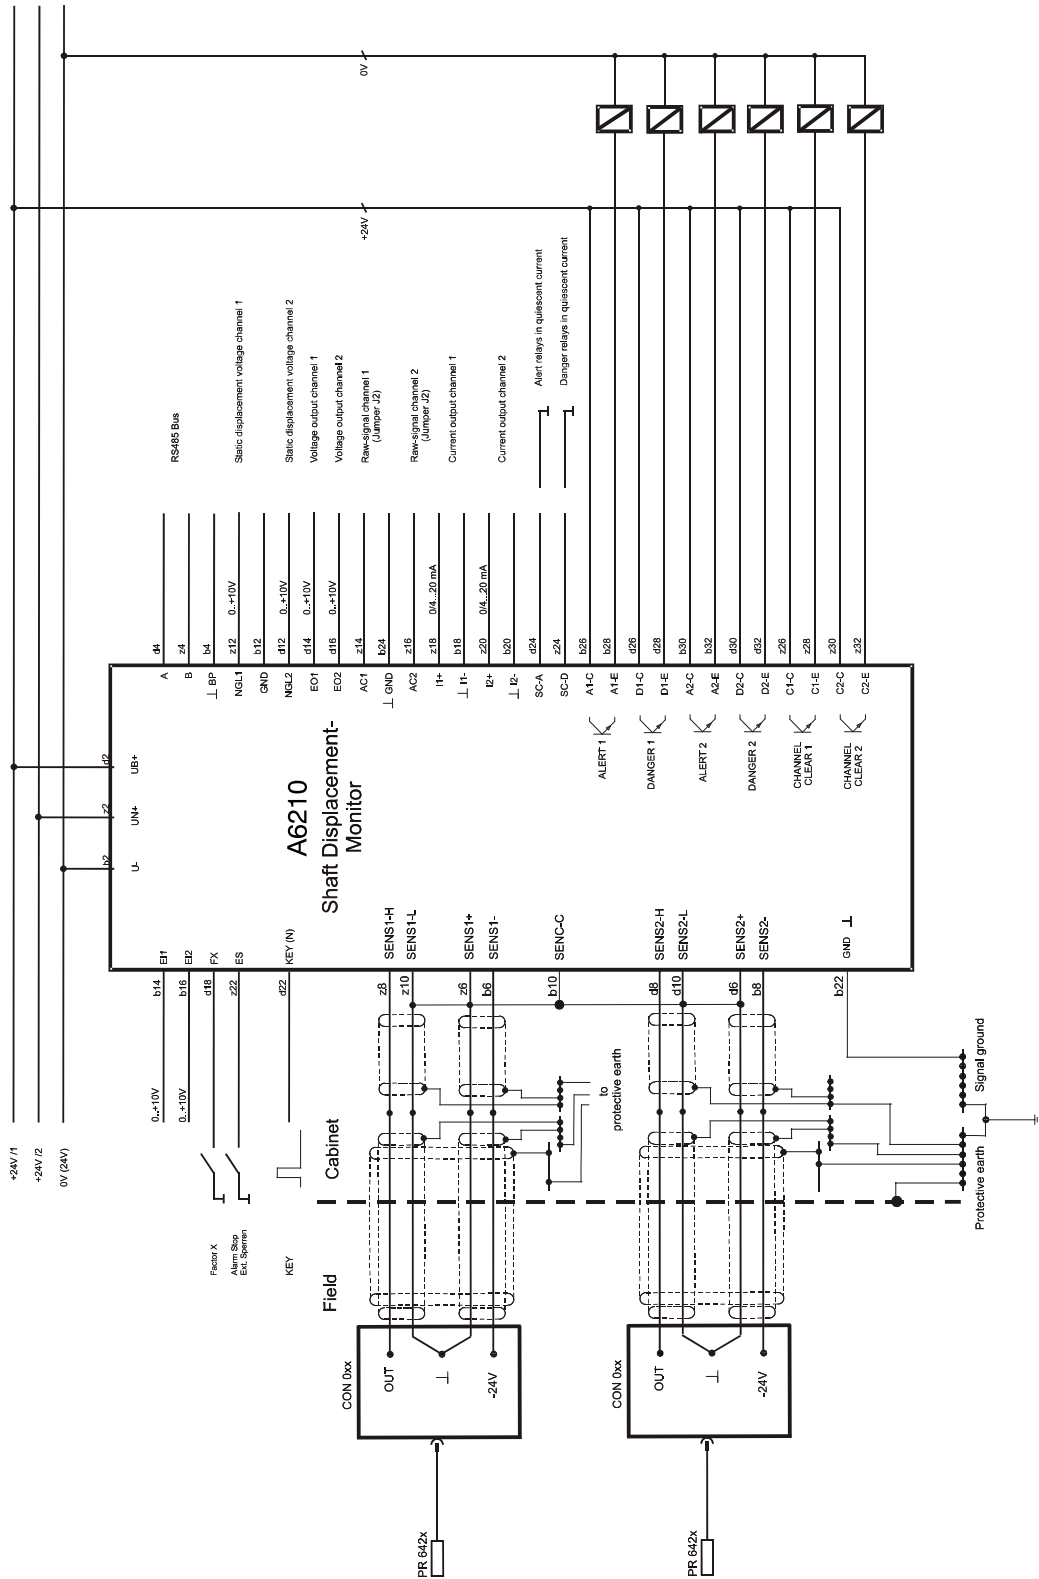 0V
+24V
Alert relays in quiescent current
Danger relays in quiescent current
RS485 Bus
Static displacement voltage channel 1
Static displacement voltage channel 2
Voltage output channel 1
Voltage output channel 2
Raw-signal channel 1
(Jumper J2)
Raw-signal channel 2
(Jumper J2)
Current output channel 1
Current output channel 2
0..+10V
0..+10V
0..+10V
0..+10V
0/4...20 mA
0/4...20 mA
d4
z4
b4
z12
b12
d12
d14
d16
z14
b24
z16
z18
b18
z20
b20
d24
z24
b26
b28
d26
d28
b30
b32
d30
d32
z26
z28
z30
z32
A
B
BP
NGL1
GND
NGL2
EO1
EO2
AC1
GND
AC2
I1+
I1-
I2+
I2-
SC-A
SC-D
A1-C
A1-E
D1-C
D1-E
A2-C
A2-E
D2-C
D2-E
C1-C
C1-E
C2-C
C2-E
ALERT 1
DANGER 1
ALERT 2
DANGER 2
CHANNEL
CLEAR 1
CHANNEL
CLEAR 2
d2
z2
b2
UB+
UN+
U-
A6210
Shaft Displacement-
Monitor
EI1
EI2
FX
ES
KEY (N)
SENS1-H
SENS1-L
SENS1+
SENS1-
SENC-C
SENS2-H
SENS2-L
SENS2+
SENS2-
GND
b14
b16
d18
z22
d22
z8
z10
z6
b6
b10
d8
d10
d6
b8
b22
0..+10V
0..+10V
to
protective earth
Signal ground
Protective earth
Cabinet
Field
+24V /1
+24V /2
0V (24V)
Factor X
Alarm Stop
Ext. Sperren
KEY
CON 0xx
OUT
-24V
CON 0xx
OUT
-24V
PR 642x
PR 642x